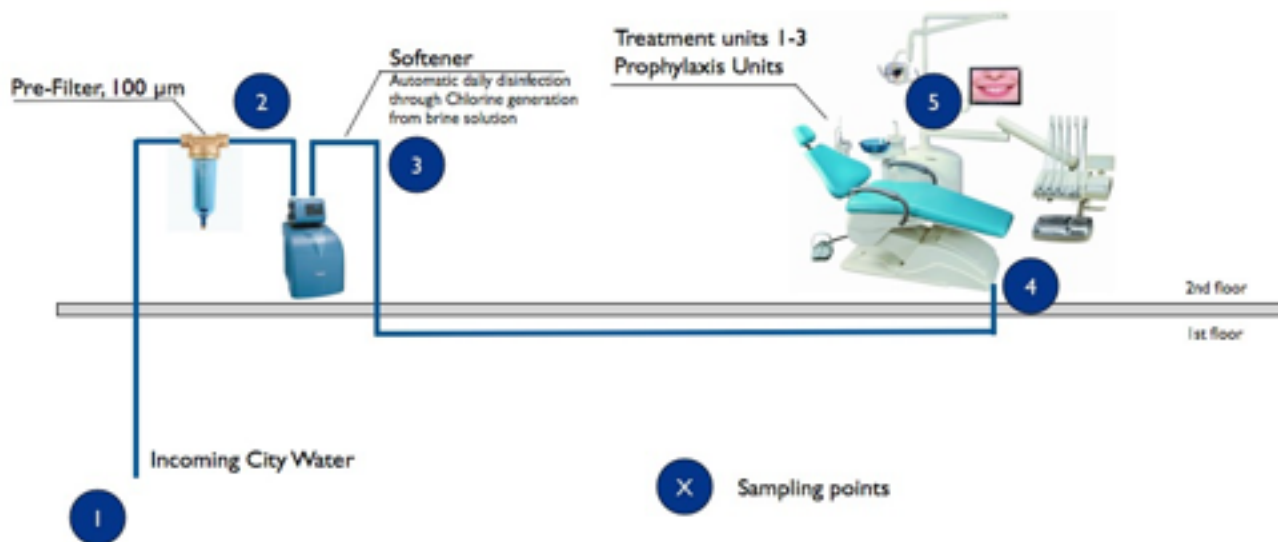 Treatment units 1-3
Prophylaxis Units
Softener
Automatic daily disinfection
through Chlorine generation
from brine solution
Pre-Filter, 100 µm
2
5
3
4
2nd floor
1st floor
Incoming City Water
X
Sampling points
1